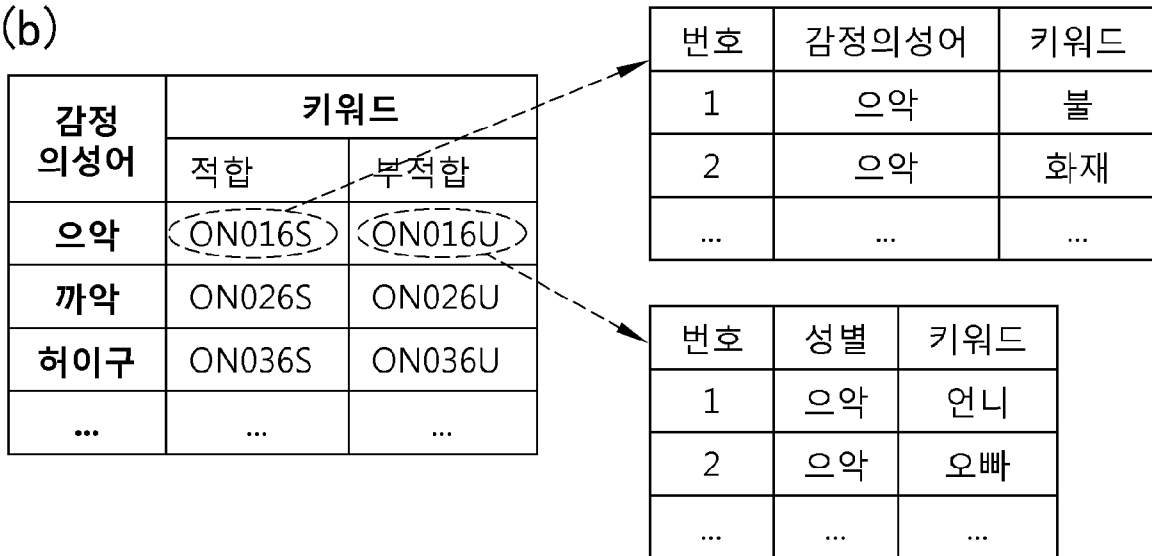 (b)
감정 의성어 키워드
적합 부적합
으악 ON016S ON016U
까악 ON026S ON026U
허이구 ON036S ON036U
... ... ...
번호 감정의성어 키워드
1 으악 불
2 으악 화재
... ... ...
번호 성별 키워드
1 으악 언니
2 으악 오빠
... ... ...